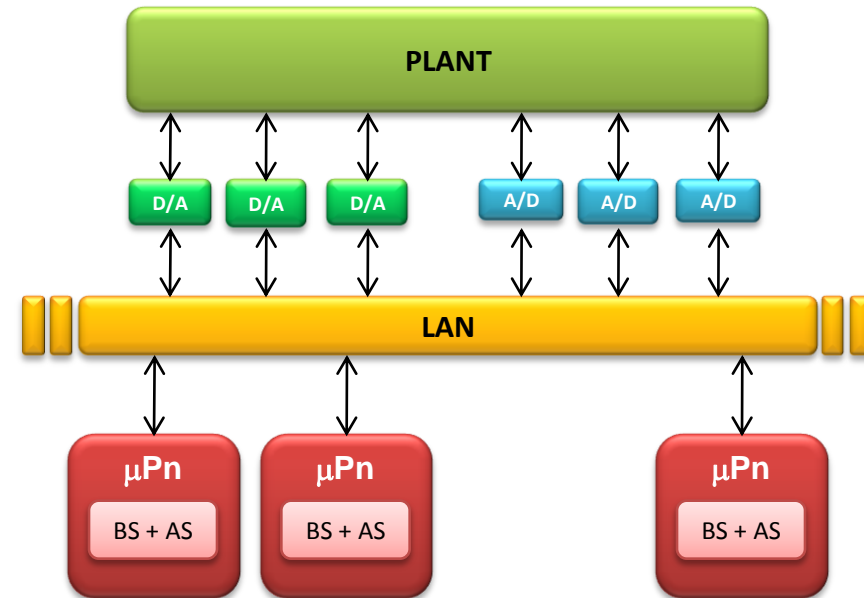 PLANT
D/A D/A D/A A/D A/D A/D
LAN
μPn μPn μPn
BS + AS BS + AS BS + AS